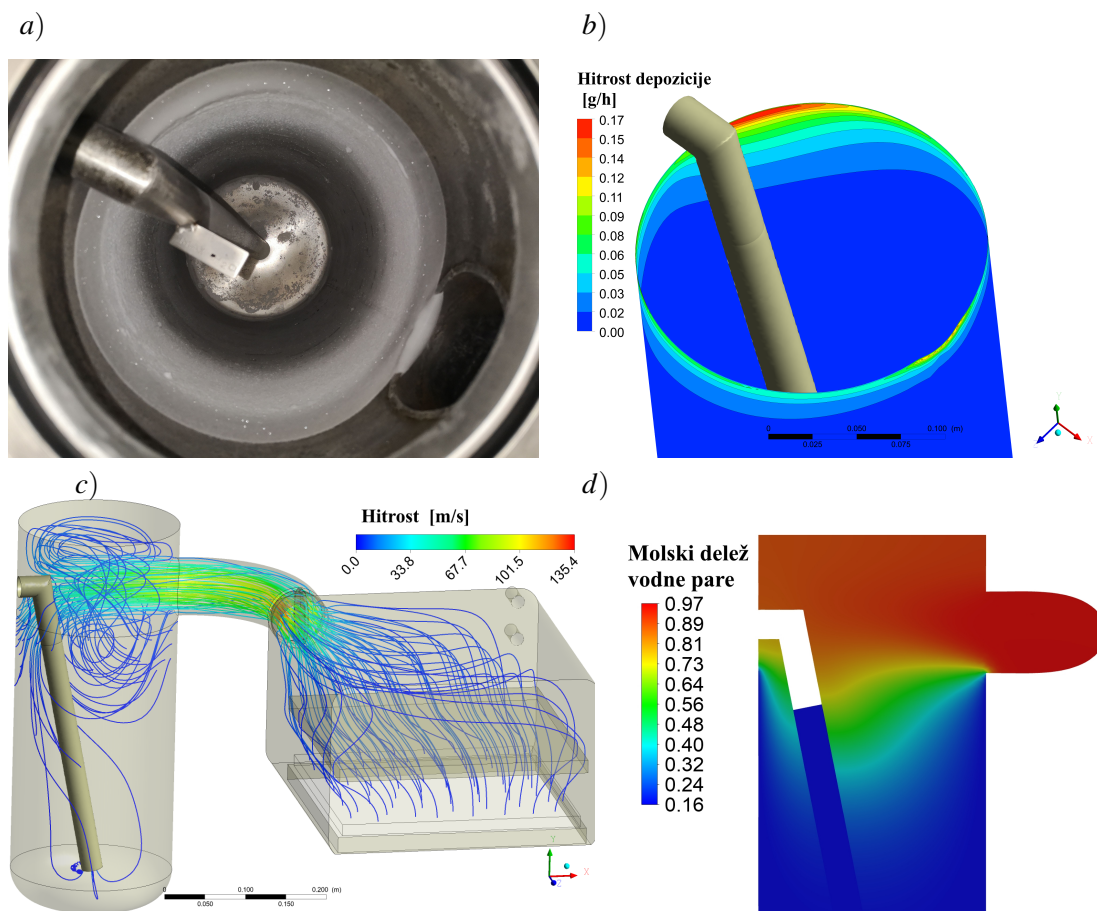 a)
b)
Hitrost depozicije
[g/h]
0.17
0.15
0.14
0.12
0.11
0.09
0.08
0.06
0.05
0.03
0.02
0.00
0 0.050 0.100 (m)
0.025 0.075
Y
X
c)
Hitrost [m/s]
0.0 33.8 67.7 101.5 135.4
0 0.100 0.200 (m)
0.050 0.150
Y
X
Z
d)
Molski delež
vodne pare
0.97
0.89
0.81
0.73
0.64
0.56
0.48
0.40
0.32
0.24
0.16